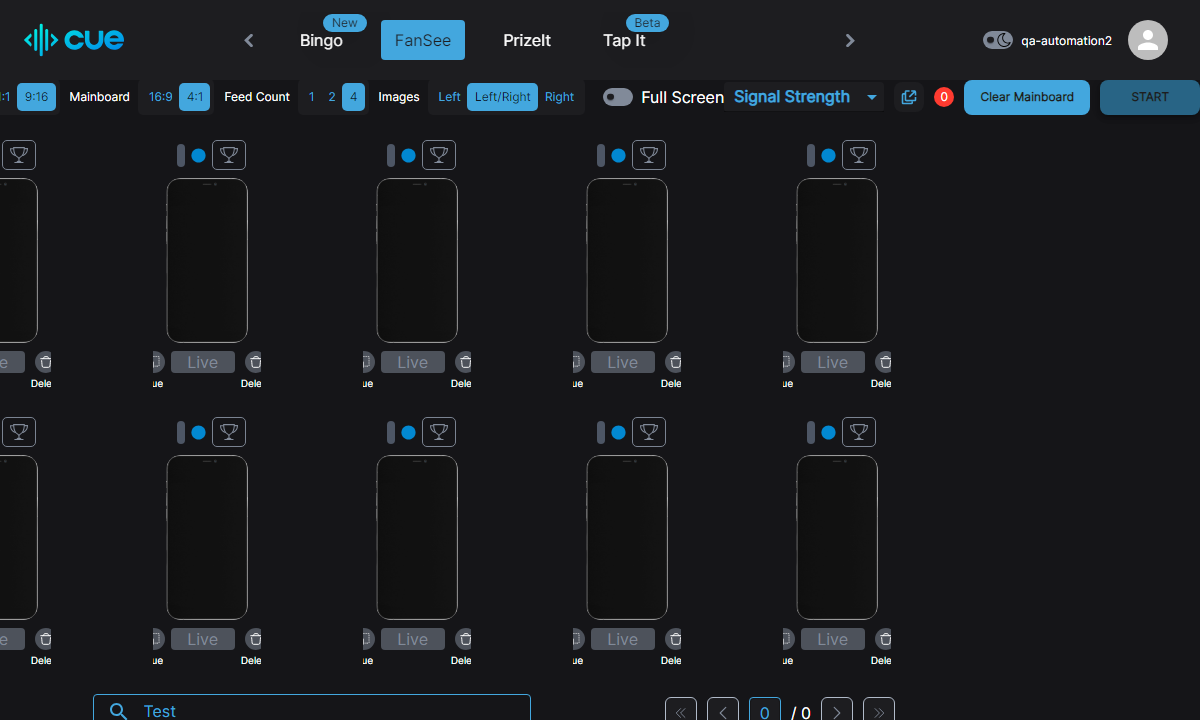 New Beta
cue Bingo FanSee PrizeIt Tap It qa-automation2
:1 9:16 Mainboard 16:9 4:1 Feed Count 1 2 4 Images Left Left/Right Right Full Screen Signal Strength 0 Clear Mainboard START
e Live Live Live Live
Dele ue Dele ue Dele ue Dele ue Dele
e Live Live Live Live
Dele ue Dele ue Dele ue Dele ue Dele
Test 0 / 0